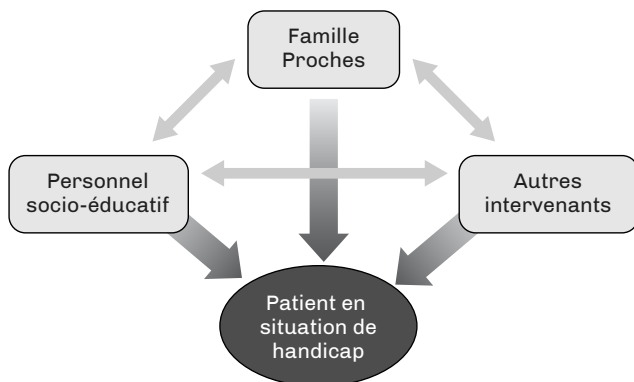 Famille
Proches
Personnel
socio-éducatif
Autres
intervenants
Patient en
situation de
handicap